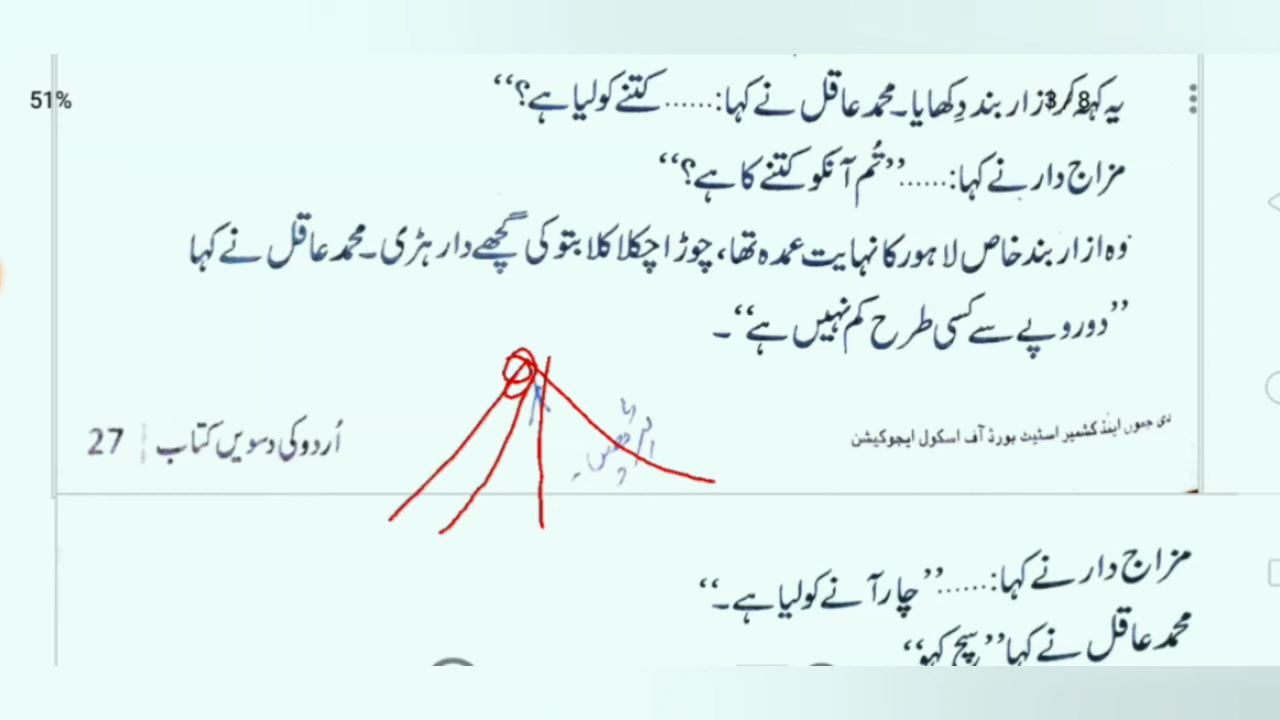 51%
3/8
یہ کہہ کر ازار بند دِکھایا۔ محمد عاقل نے کہا:...... کتنے کو لیا ہے؟“
مزاج دار نے کہا:......”تُم آنکو کتنے کا ہے؟“
وہ ازار بند خاص لاہور کا نہایت عمدہ تھا، چوڑا چکلا کلابتو کی گچھے دار ہڑی۔ محمد عاقل نے کہا
”دو روپے سے کسی طرح کم نہیں ہے“۔
دی جموں اینڈ کشمیر اسٹیٹ بورڈ آف اسکول ایجوکیشن
اُردو کی دسویں کتاب 27
مزاج دار نے کہا:......”چار آنے کو لیا ہے۔“
محمد عاقل نے کہا”سچ کہو“